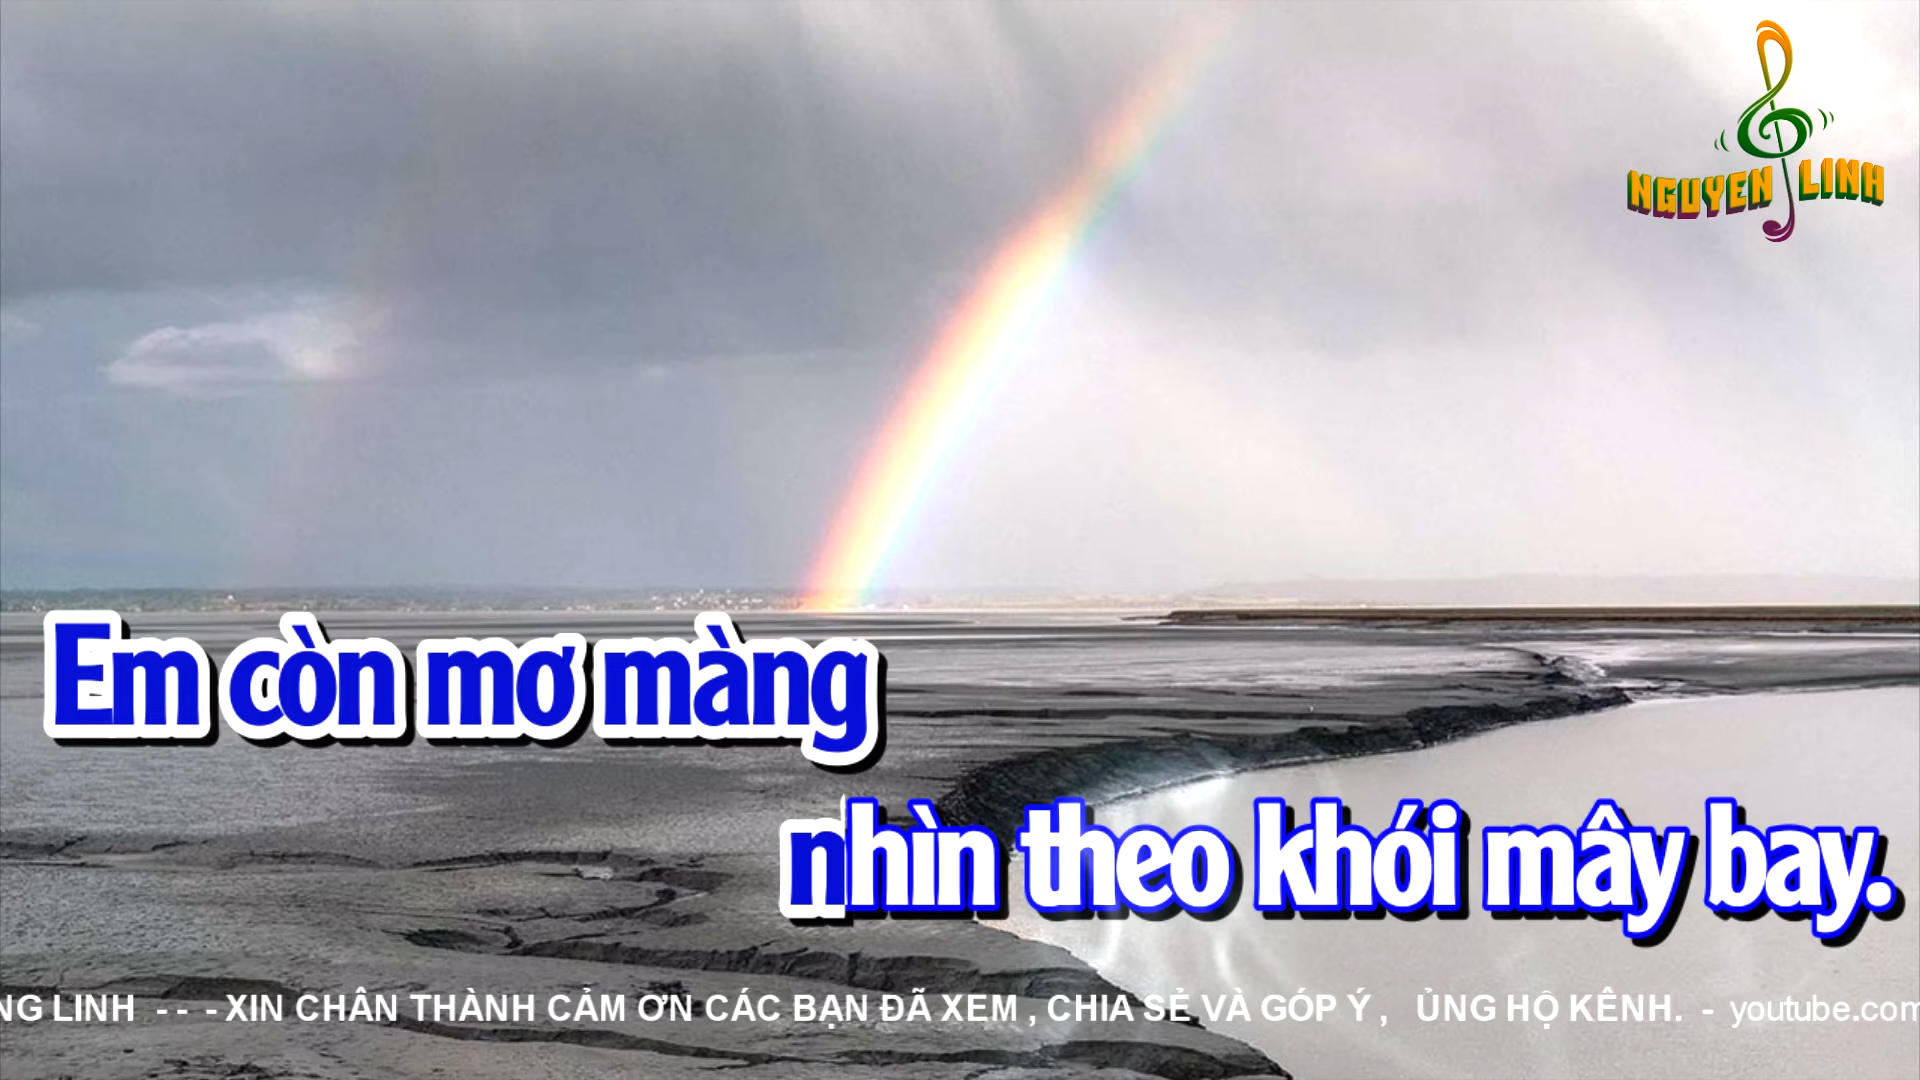 NGUYEN LINH
Em còn mơ màng
nhìn theo khói mây bay.
NG LINH - - - XIN CHÂN THÀNH CẢM ƠN CÁC BẠN ĐÃ XEM , CHIA SẺ VÀ GÓP Ý , ỦNG HỘ KÊNH. - youtube.com